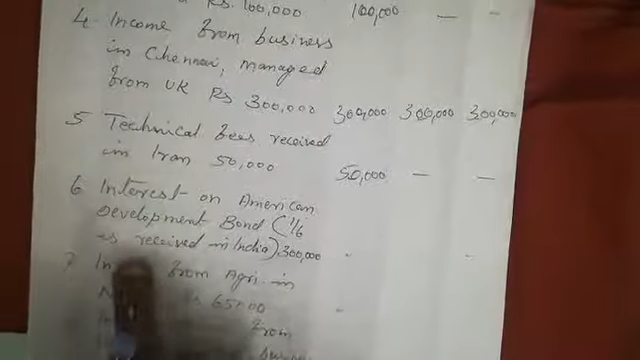 Rs. 100,000 100,000 — —
4 Income from business
in Chennai, managed
from UK Rs 300,000 300,000 300,000 300,000
5 Technical fees received
in Iran 50,000 50,000 — —
6 Interest on American
Development Bond (1/6
is received in India) 300,000
7 from Agri. in
65000
from